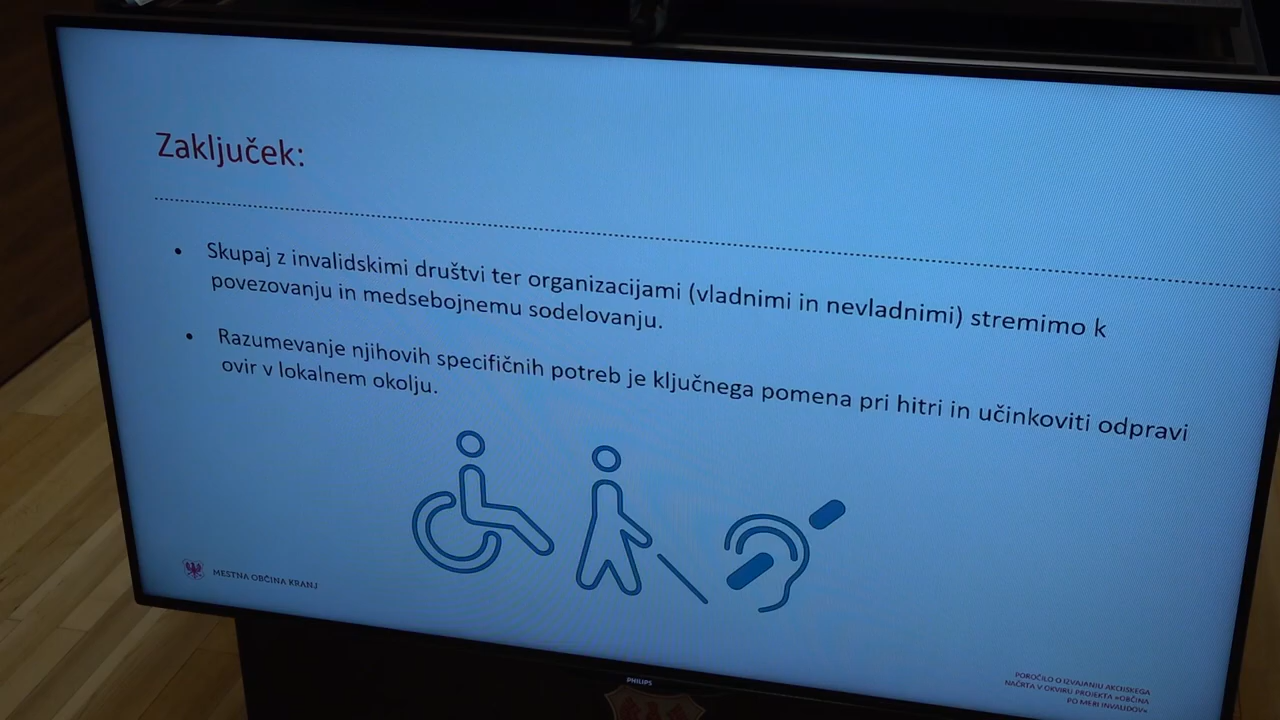 Zaključek:
• Skupaj z invalidskimi društvi ter organizacijami (vladnimi in nevladnimi) stremimo k
povezovanju in medsebojnemu sodelovanju.
• Razumevanje njihovih specifičnih potreb je ključnega pomena pri hitri in učinkoviti odpravi
ovir v lokalnem okolju.
MESTNA OBČINA KRANJ
POROČILO O IZVAJANJU AKCIJSKEGA
NAČRTA V OKVIRU PROJEKTA »OBČINA
PO MERI INVALIDOV«
PHILIPS